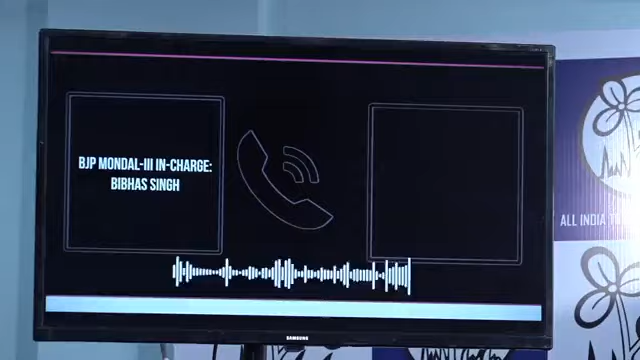 BJP MONDAL-III IN-CHARGE:
BIBHAS SINGH
ALL INDIA
SAMSUNG